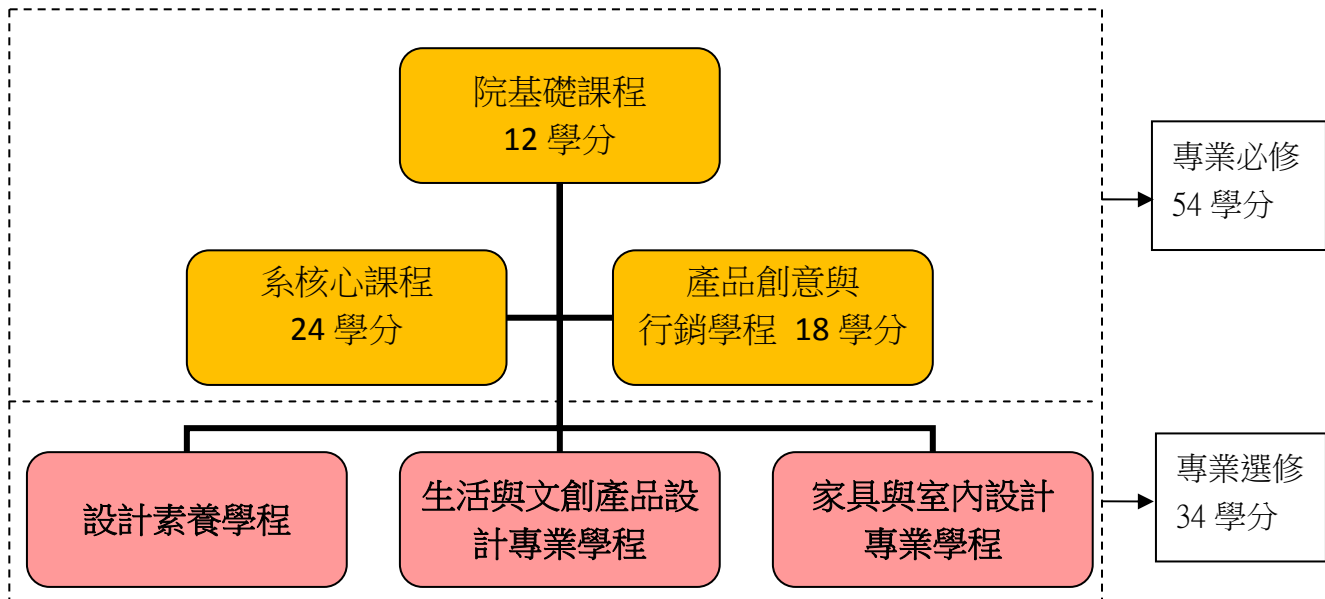 院基礎課程
12 學分
專業必修
54 學分
系核心課程
24 學分
產品創意與
行銷學程 18 學分
設計素養學程
生活與文創產品設
計專業學程
家具與室內設計
專業學程
專業選修
34 學分